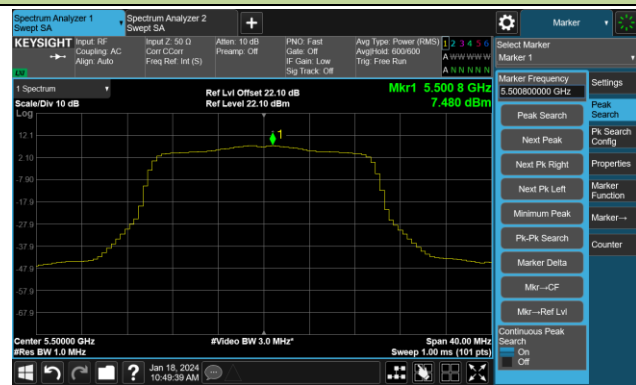 Spectrum Analyzer 1
Swept SA
Spectrum Analyzer 2
Swept SA
+
Marker
KEYSIGHT
Input: RF
Coupling: AC
Align: Auto
Input Z: 50 Ω
Corr CCorr
Freq Ref: Int (S)
Atten: 10 dB
Preamp: Off
PNO: Fast
Gate: Off
IF Gain: Low
Sig Track: Off
Avg Type: Power (RMS)
Avg|Hold: 600/600
Trig: Free Run
1 2 3 4 5 6
A W W W W W
A N N N N N
LXI
Select Marker
Marker 1
1 Spectrum
Scale/Div 10 dB
Log
Ref Lvl Offset 22.10 dB
Ref Level 22.10 dBm
Mkr1 5.500 8 GHz
7.480 dBm
1
12.1
2.10
-7.90
-17.9
-27.9
-37.9
-47.9
-57.9
-67.9
Center 5.50000 GHz
#Res BW 1.0 MHz
#Video BW 3.0 MHz*
Span 40.00 MHz
Sweep 1.00 ms (101 pts)
Marker Frequency
5.500800000 GHz
Peak Search
Next Peak
Next Pk Right
Next Pk Left
Minimum Peak
Pk-Pk Search
Marker Delta
Mkr→CF
Mkr→Ref Lvl
Continuous Peak
Search
On
Off
Settings
Peak
Search
Pk Search
Config
Properties
Marker
Function
Marker→
Counter
?
Jan 18, 2024
10:49:39 AM